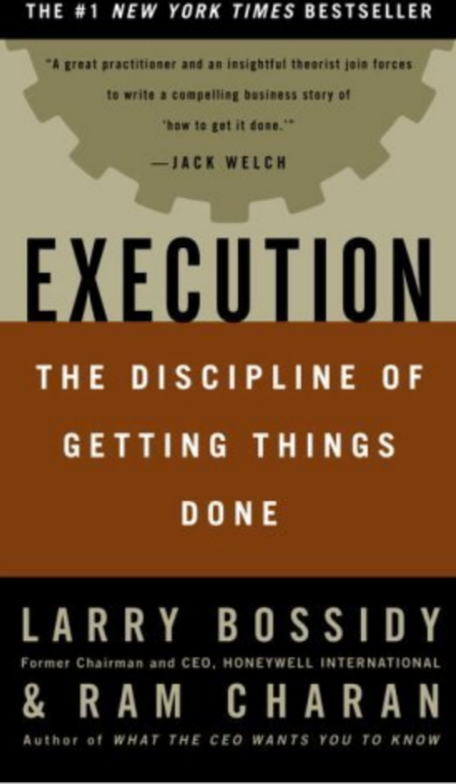 THE #1 NEW YORK TIMES BESTSELLER
"A great practitioner and an insightful theorist join forces
to write a compelling business story of
'how to get it done.'"
—JACK WELCH
EXECUTION
THE DISCIPLINE OF
GETTING THINGS
DONE
LARRY BOSSIDY
Former Chairman and CEO, HONEYWELL INTERNATIONAL
& RAM CHARAN
Author of WHAT THE CEO WANTS YOU TO KNOW